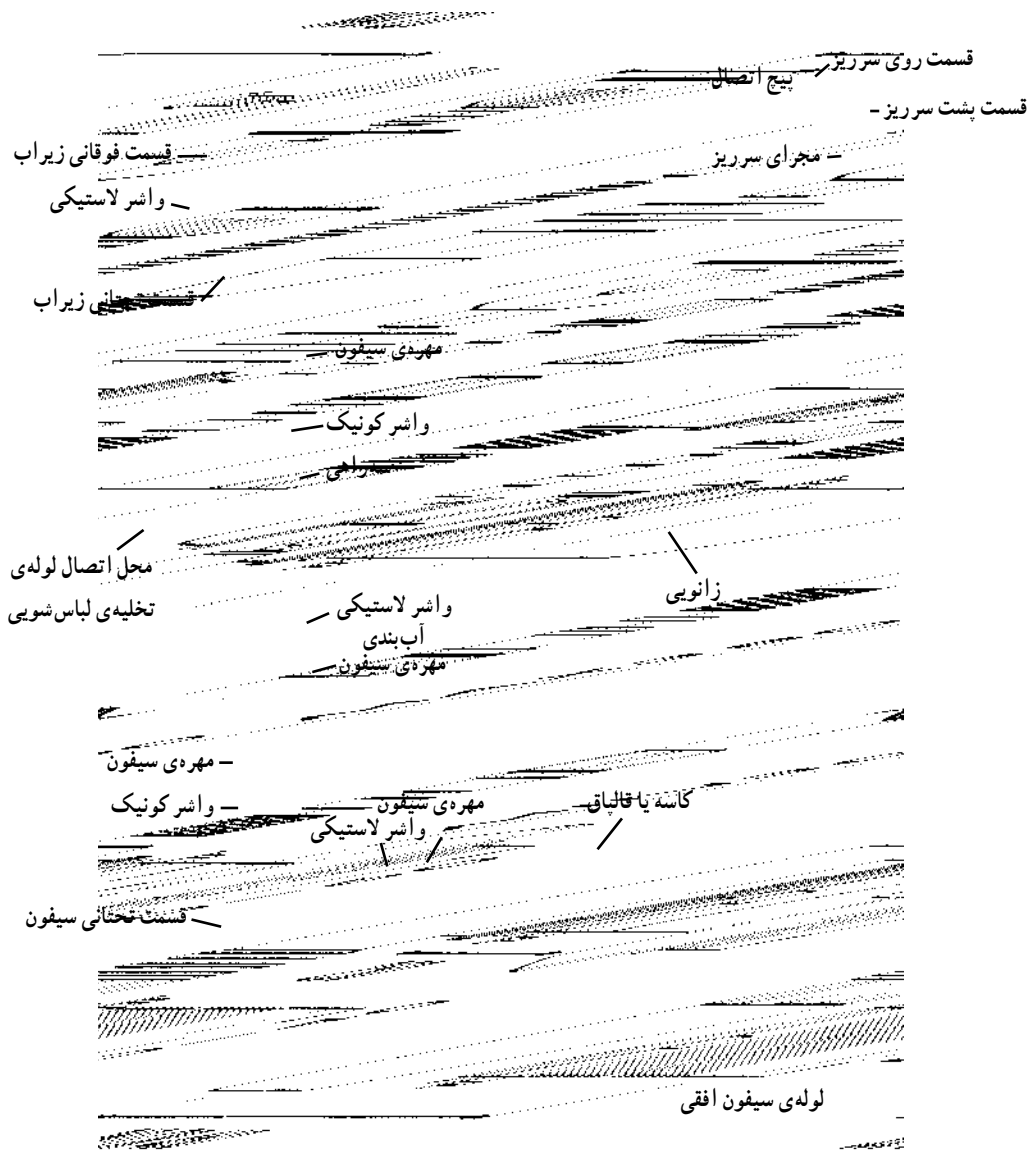 قسمت روی سرریز
پیچ اتصال
قسمت پشت سرریز
مجرای سرریز
قسمت فوقانی زیراب
واشر لاستیکی
قسمت تحتانی زیراب
مهره‌ی سیفون
واشر کونیک
سه‌راهی
محل اتصال لوله‌ی
تخلیه‌ی لباس‌شویی
زانویی
واشر لاستیکی
آب‌بندی
مهره‌ی سیفون
مهره‌ی سیفون
واشر کونیک
مهره‌ی سیفون
کاسه یا قالپاق
واشر لاستیکی
قسمت تحتانی سیفون
لوله‌ی سیفون افقی